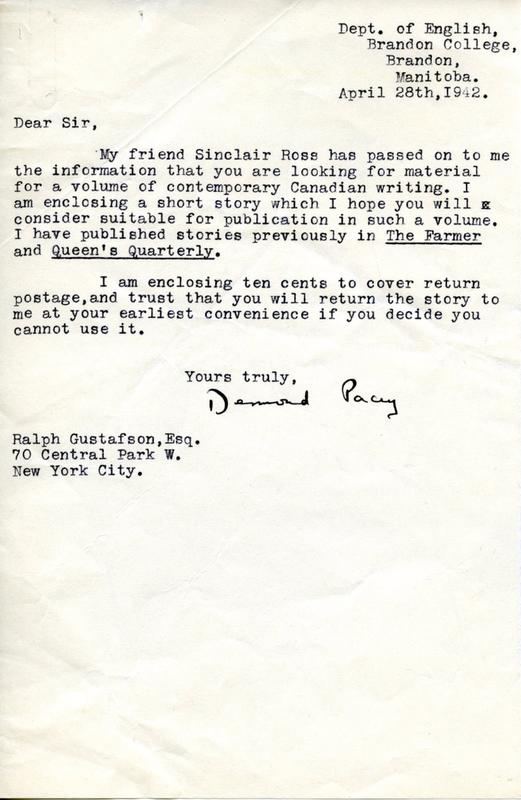 Dept. of English,
Brandon College,
Brandon,
Manitoba.
April 28th,1942.
Dear Sir,
My friend Sinclair Ross has passed on to me
the information that you are looking for material
for a volume of contemporary Canadian writing. I
am enclosing a short story which I hope you will x
consider suitable for publication in such a volume.
I have published stories previously in The Farmer
and Queen's Quarterly.
I am enclosing ten cents to cover return
postage,and trust that you will return the story to
me at your earliest convenience if you decide you
cannot use it.
Yours truly,
Desmond Pacey
Ralph Gustafson,Esq.
70 Central Park W.
New York City.